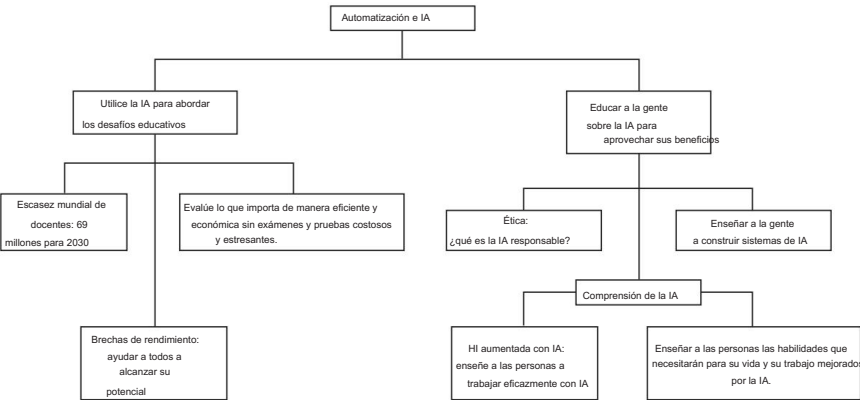 Automatización e IA
Utilice la IA para abordar
los desafíos educativos
Educar a la gente
sobre la IA para
aprovechar sus beneficios
Escasez mundial de
docentes: 69
millones para 2030
Evalúe lo que importa de manera eficiente y
económica sin exámenes y pruebas costosos
y estresantes.
Ética:
¿qué es la IA responsable?
Enseñar a la gente
a construir sistemas de IA
Comprensión de la IA
Brechas de rendimiento:
ayudar a todos a
alcanzar su
potencial
HI aumentada con IA:
enseñe a las personas a
trabajar eficazmente con IA
Enseñar a las personas las habilidades que
necesitarán para su vida y su trabajo mejorados
por la IA.